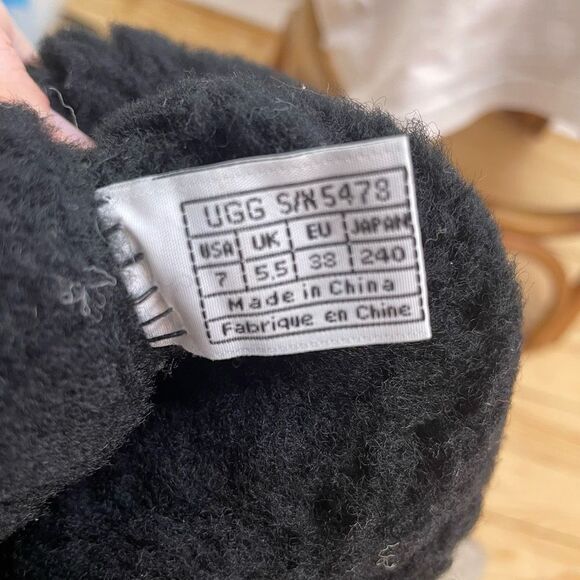 UGG S/N 5478
USA UK EU JAPAN
7 5.5 38 240
Made in China
Fabrique en Chine